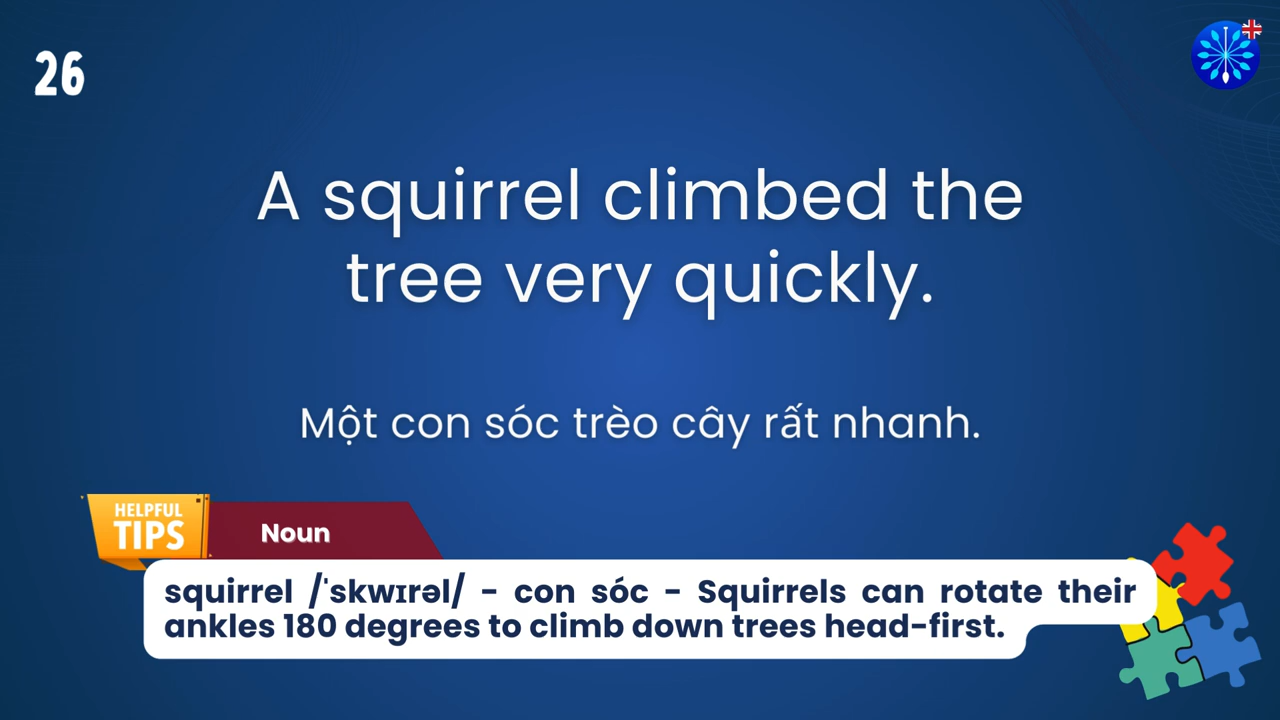 26
A squirrel climbed the
tree very quickly.
Một con sóc trèo cây rất nhanh.
HELPFUL
TIPS
Noun
squirrel /ˈskwɪrəl/ - con sóc - Squirrels can rotate their
ankles 180 degrees to climb down trees head-first.